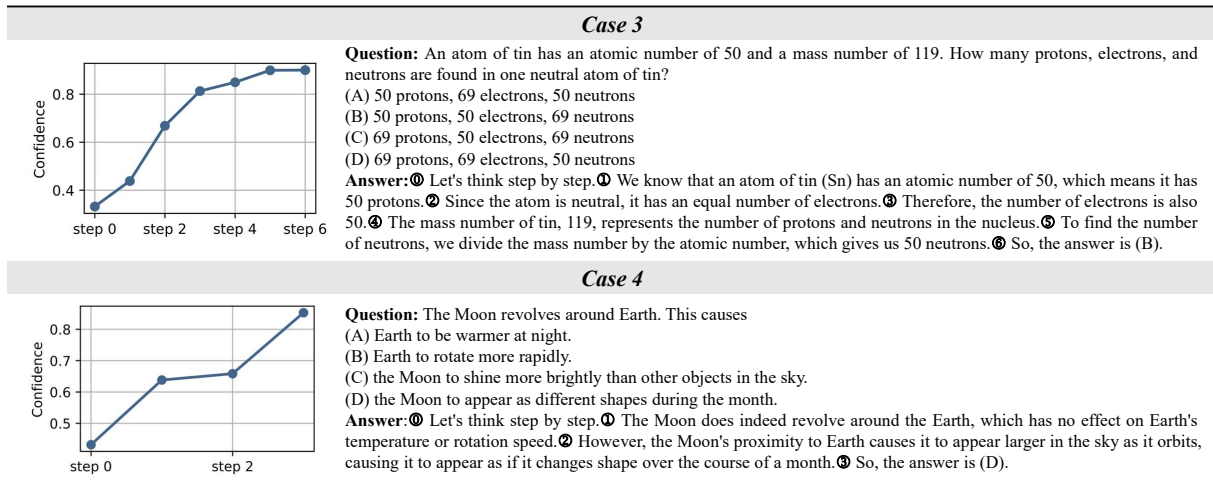 Case 3
Confidence
0.8
0.6
0.4
step 0 step 2 step 4 step 6
Question: An atom of tin has an atomic number of 50 and a mass number of 119. How many protons, electrons, and
neutrons are found in one neutral atom of tin?
(A) 50 protons, 69 electrons, 50 neutrons
(B) 50 protons, 50 electrons, 69 neutrons
(C) 69 protons, 50 electrons, 69 neutrons
(D) 69 protons, 69 electrons, 50 neutrons
Answer:⓪ Let's think step by step.① We know that an atom of tin (Sn) has an atomic number of 50, which means it has
50 protons.② Since the atom is neutral, it has an equal number of electrons.③ Therefore, the number of electrons is also
50.④ The mass number of tin, 119, represents the number of protons and neutrons in the nucleus.⑤ To find the number
of neutrons, we divide the mass number by the atomic number, which gives us 50 neutrons.⑥ So, the answer is (B).
Case 4
Confidence
0.8
0.7
0.6
0.5
step 0 step 2
Question: The Moon revolves around Earth. This causes
(A) Earth to be warmer at night.
(B) Earth to rotate more rapidly.
(C) the Moon to shine more brightly than other objects in the sky.
(D) the Moon to appear as different shapes during the month.
Answer:⓪ Let's think step by step.① The Moon does indeed revolve around the Earth, which has no effect on Earth's
temperature or rotation speed.② However, the Moon's proximity to Earth causes it to appear larger in the sky as it orbits,
causing it to appear as if it changes shape over the course of a month.③ So, the answer is (D).